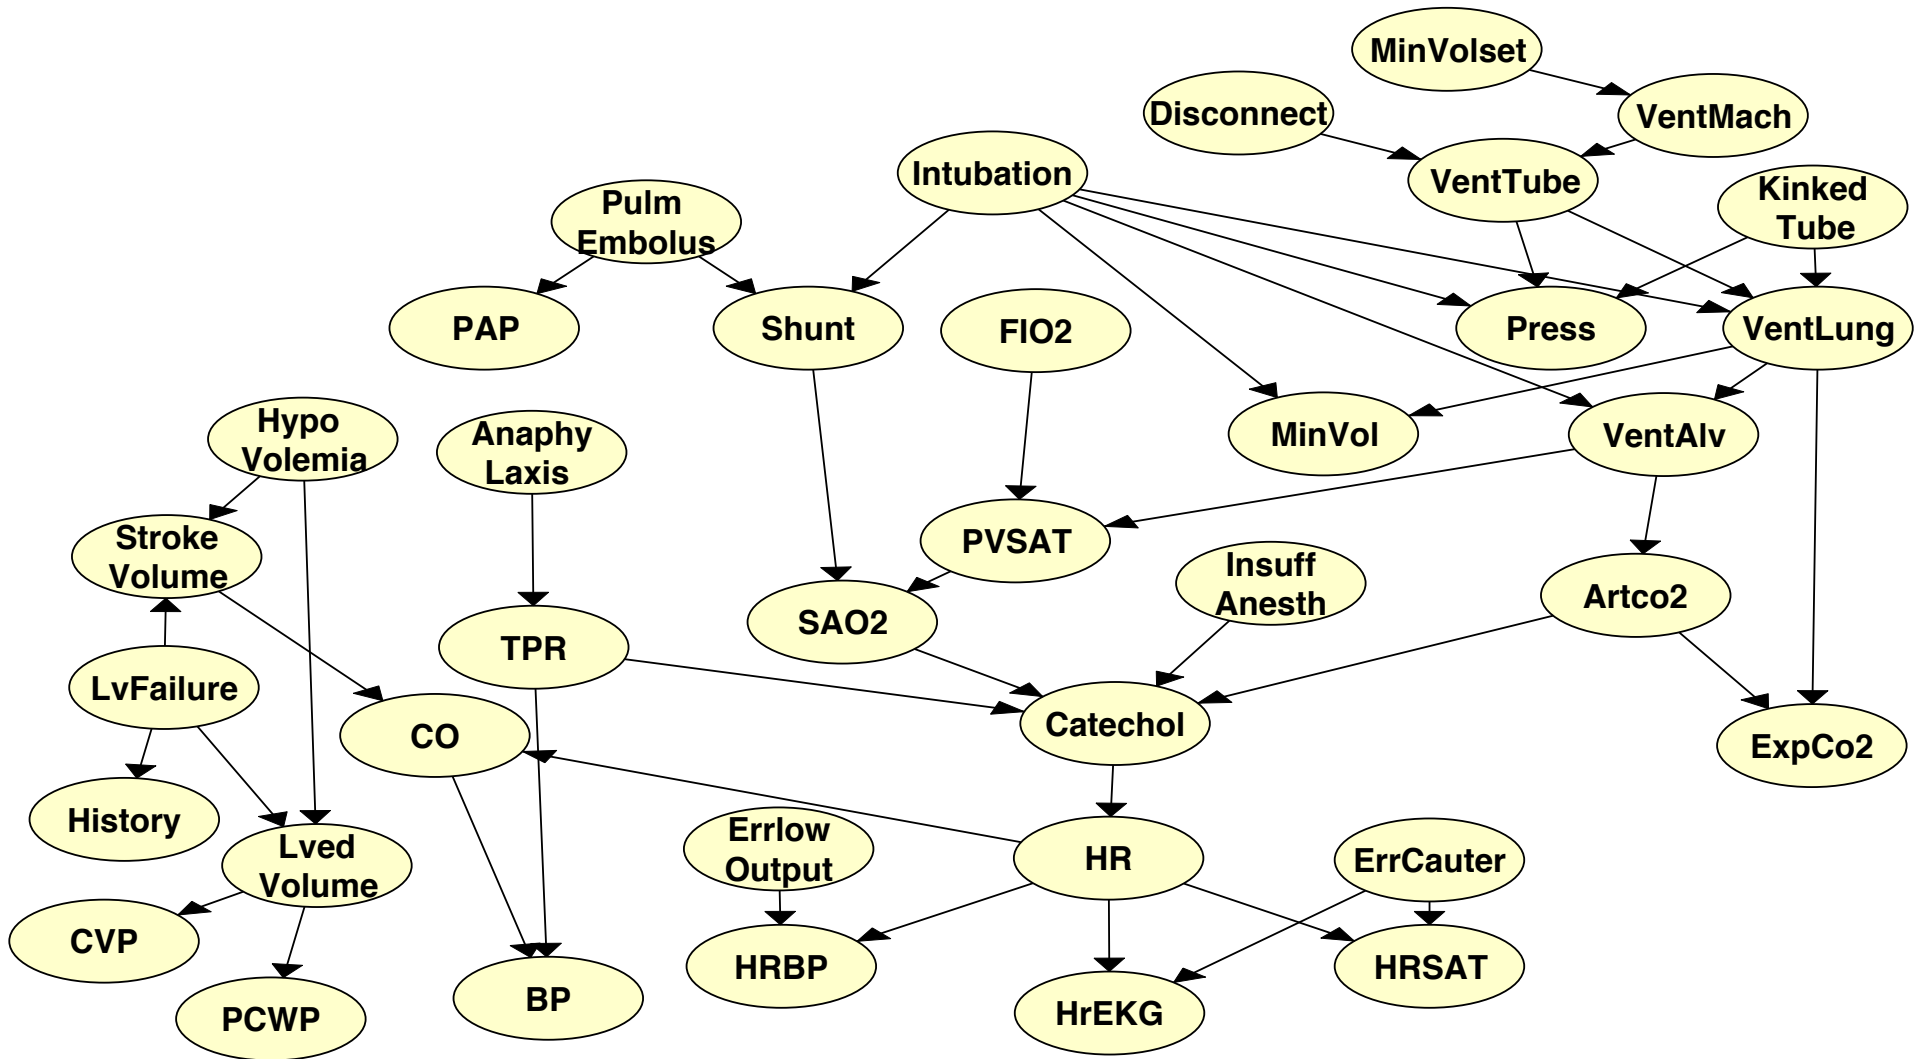 MinVolset
Disconnect
VentMach
Intubation
VentTube
Kinked
Tube
Pulm
Embolus
PAP
Shunt
FIO2
Press
VentLung
Hypo
Volemia
Anaphy
Laxis
MinVol
VentAlv
Stroke
Volume
PVSAT
Insuff
Anesth
Artco2
SAO2
TPR
LvFailure
CO
Catechol
ExpCo2
History
Lved
Volume
Errlow
Output
HR
ErrCauter
CVP
PCWP
BP
HRBP
HrEKG
HRSAT